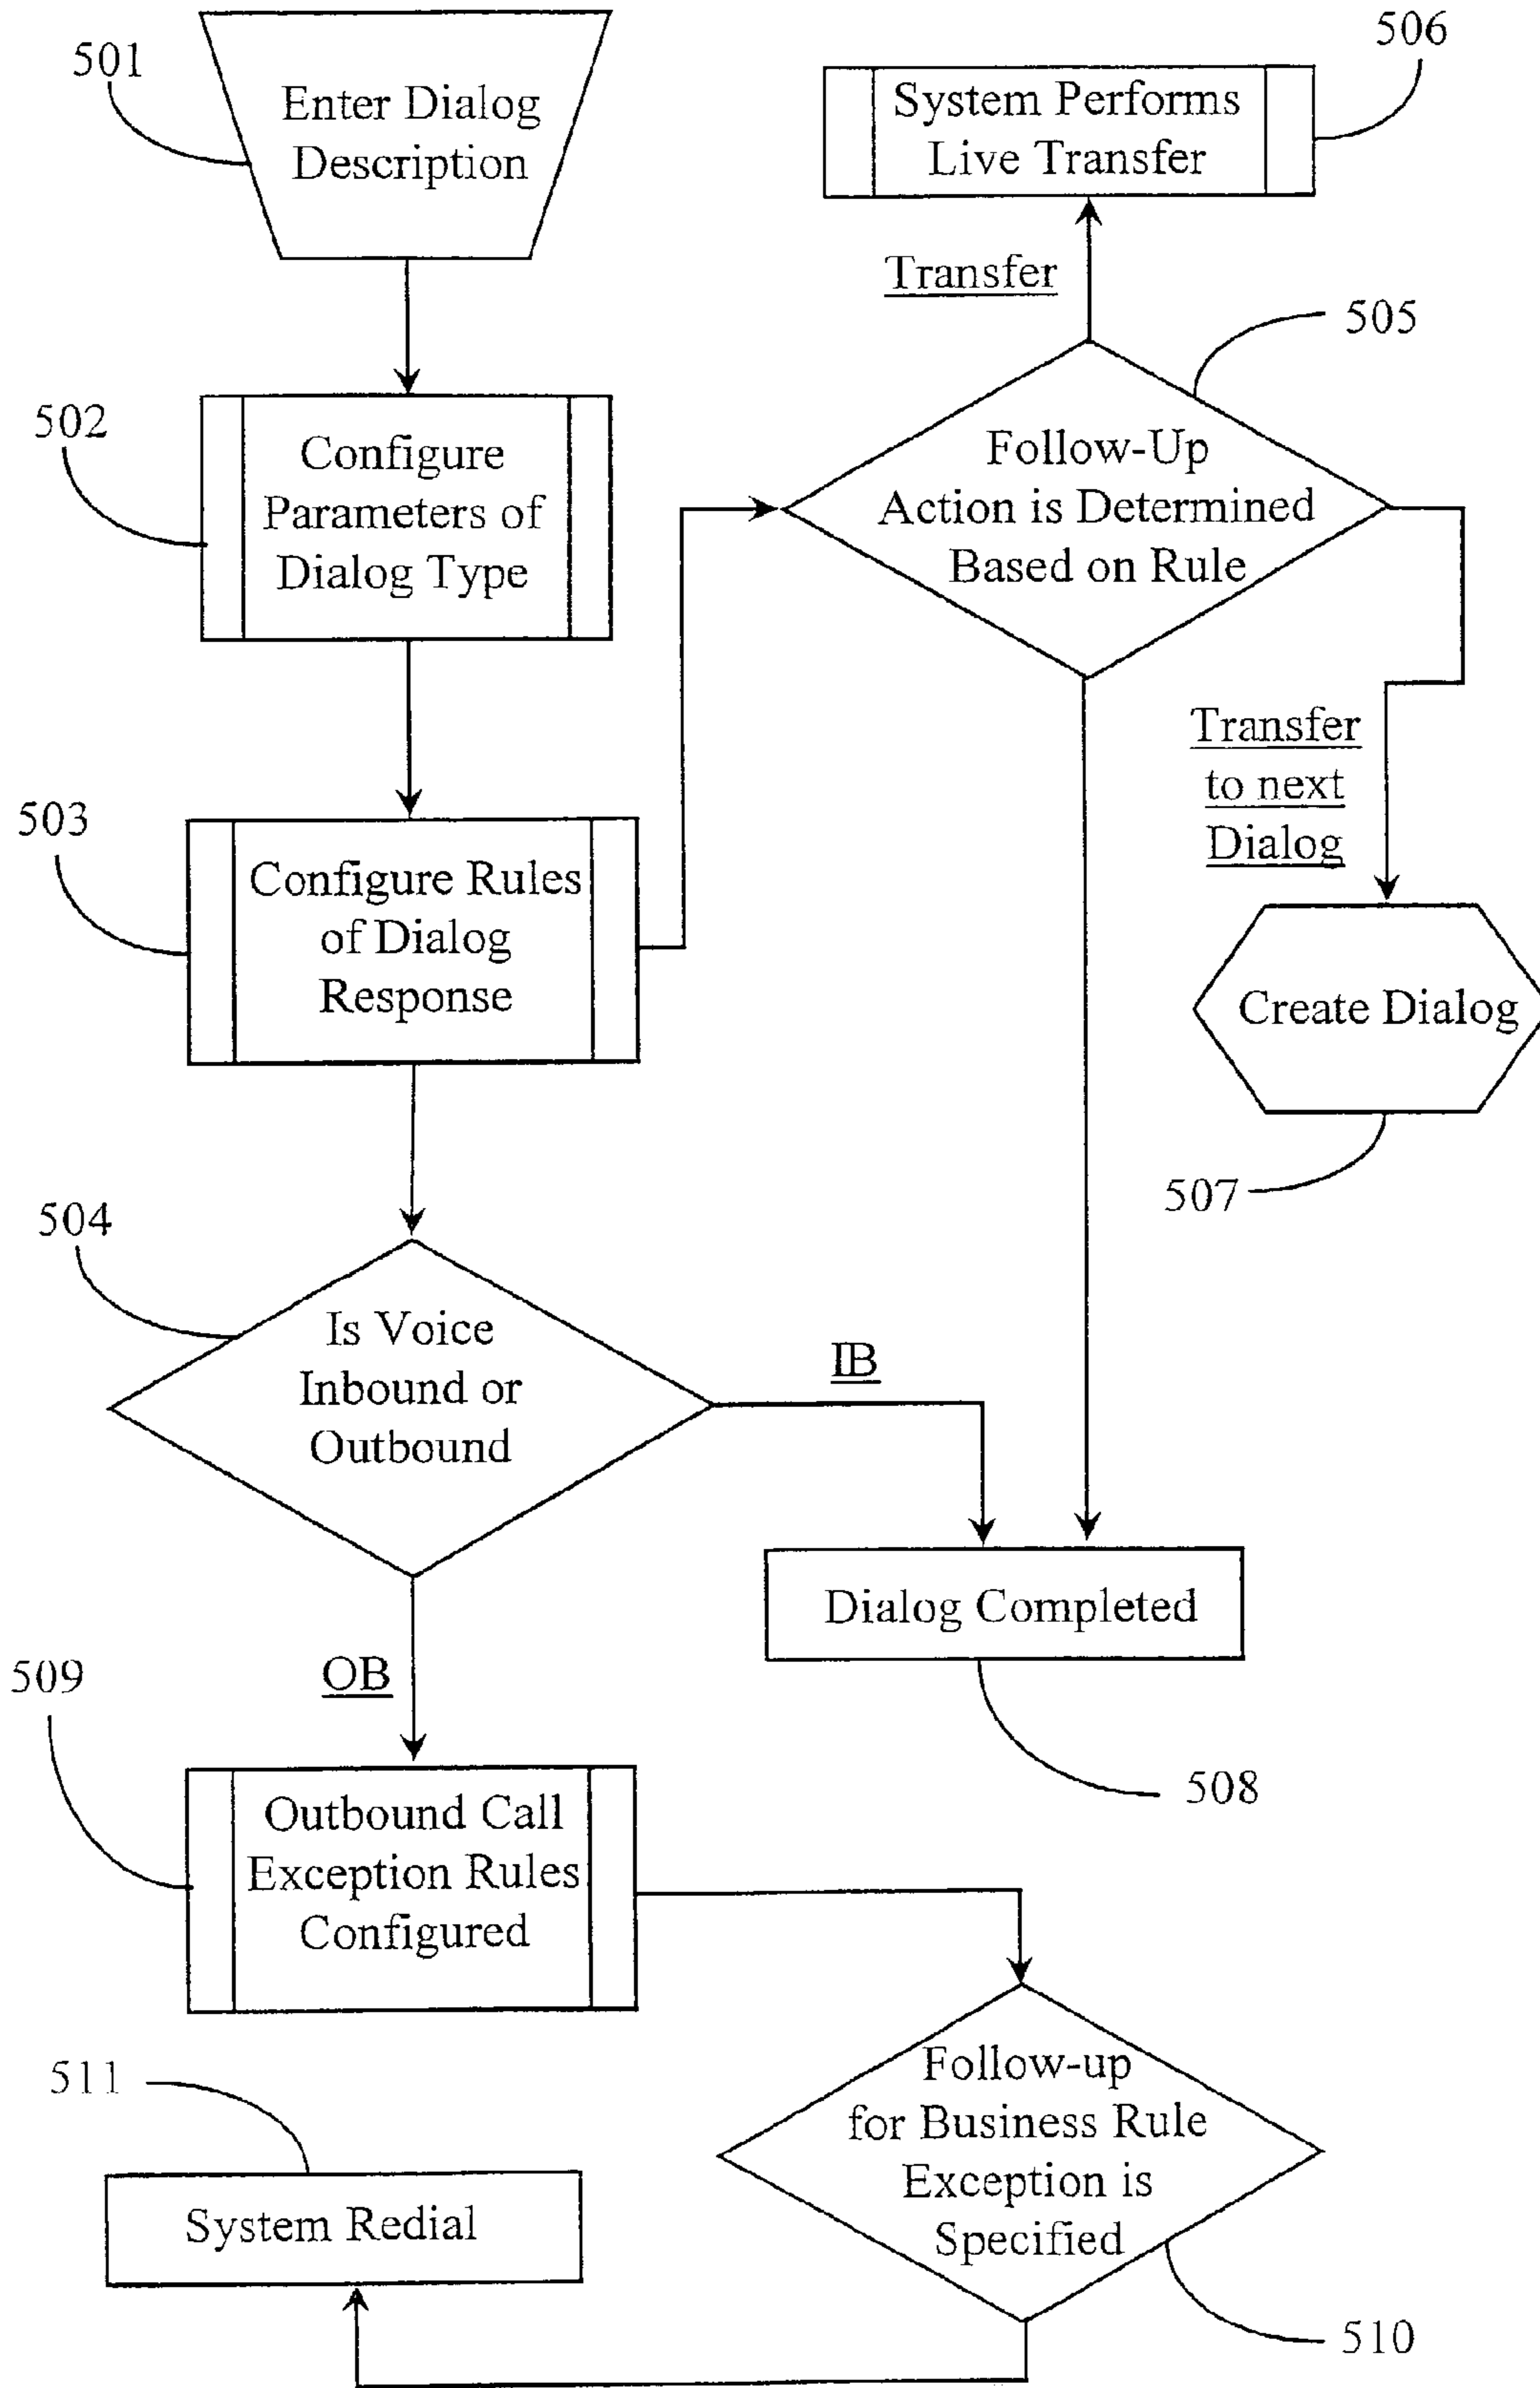 501
Enter Dialog
Description
506
System Performs
Live Transfer
Transfer
505
502
Configure
Parameters of
Dialog Type
Follow-Up
Action is Determined
Based on Rule
Transfer
to next
Dialog
503
Configure Rules
of Dialog
Response
Create Dialog
507
504
Is Voice
Inbound or
Outbound
IB
Dialog Completed
508
OB
509
Outbound Call
Exception Rules
Configured
511
System Redial
Follow-up
for Business Rule
Exception is
Specified
510